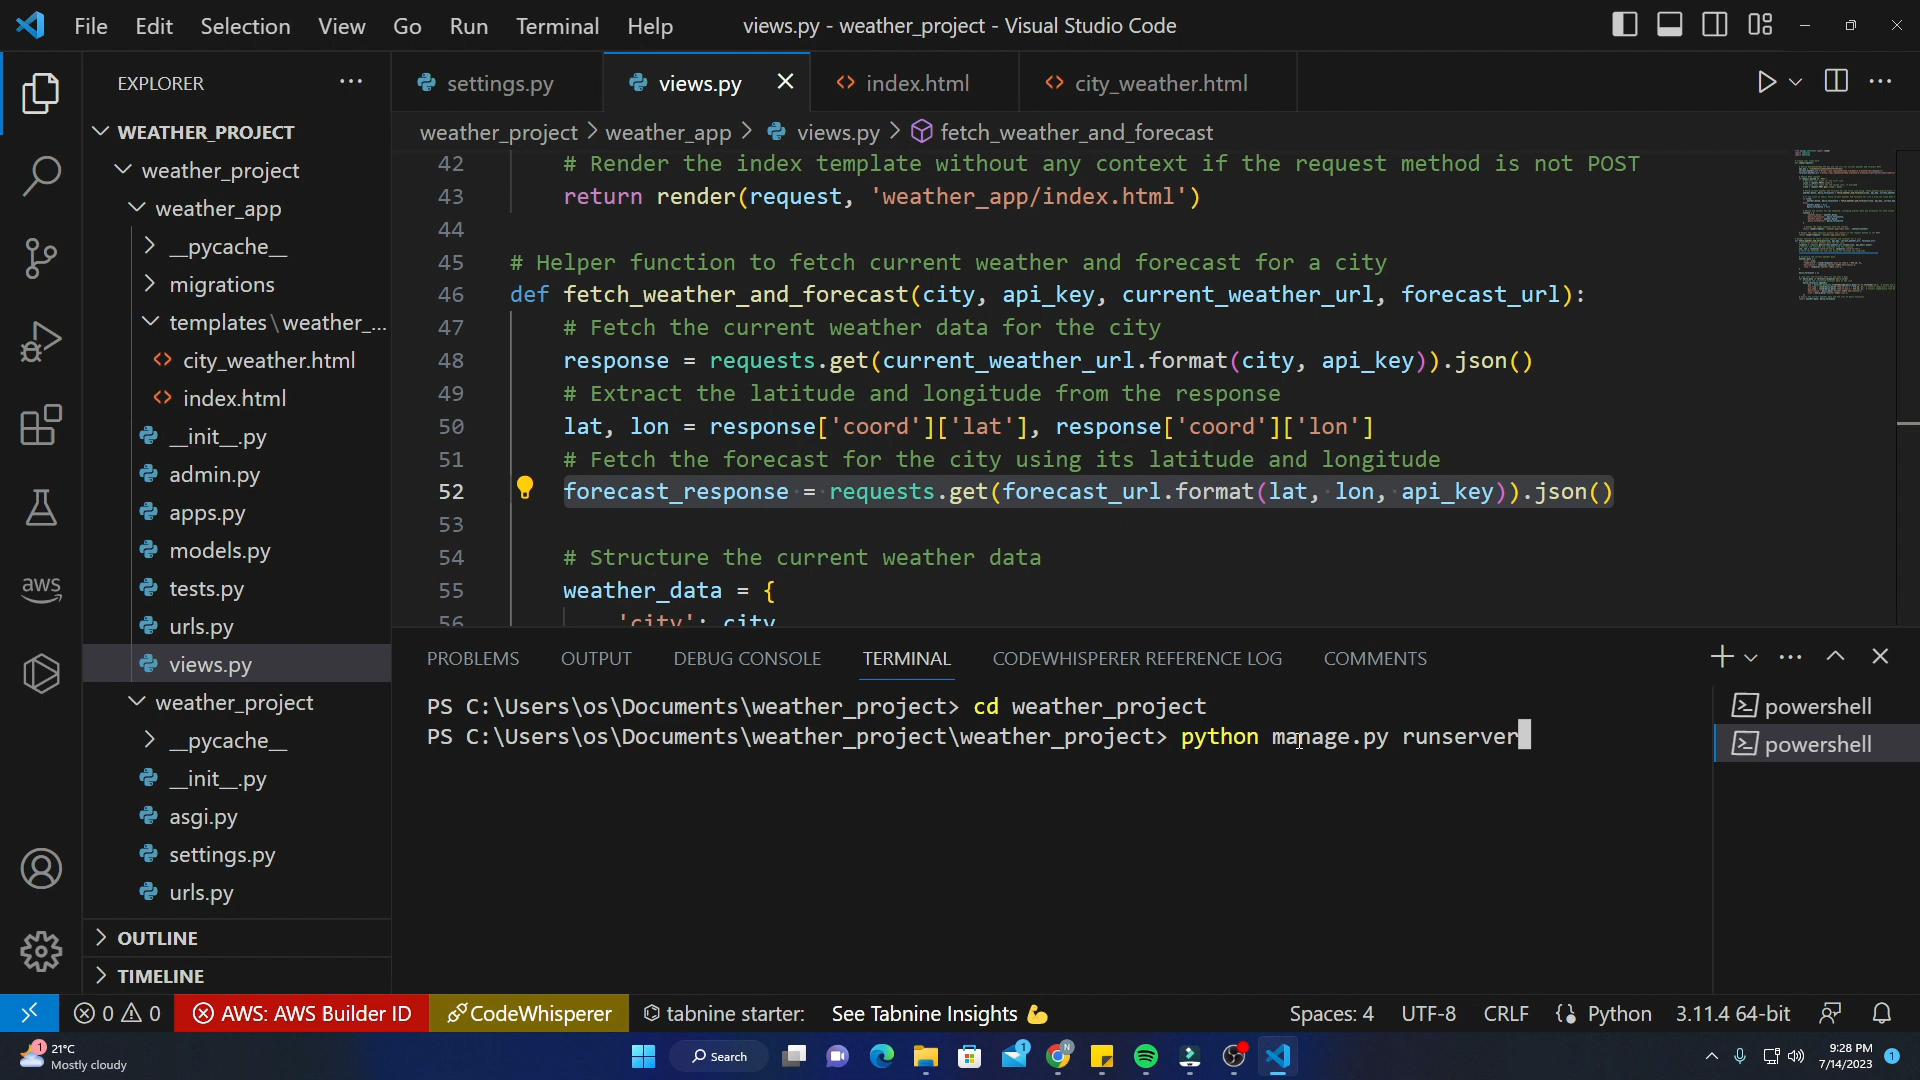 File Edit Selection View Go Run Terminal Help views.py - weather_project - Visual Studio Code
EXPLORER
settings.py views.py index.html city_weather.html
weather_project > weather_app > views.py > fetch_weather_and_forecast
WEATHER_PROJECT
weather_project
weather_app
__pycache__
migrations
templates\weather_...
city_weather.html
index.html
__init__.py
admin.py
apps.py
models.py
tests.py
urls.py
views.py
weather_project
__pycache__
__init__.py
asgi.py
settings.py
urls.py
OUTLINE
TIMELINE
aws
42 # Render the index template without any context if the request method is not POST
43 return render(request, 'weather_app/index.html')
44
45 # Helper function to fetch current weather and forecast for a city
46 def fetch_weather_and_forecast(city, api_key, current_weather_url, forecast_url):
47 # Fetch the current weather data for the city
48 response = requests.get(current_weather_url.format(city, api_key)).json()
49 # Extract the latitude and longitude from the response
50 lat, lon = response['coord']['lat'], response['coord']['lon']
51 # Fetch the forecast for the city using its latitude and longitude
52 forecast_response = requests.get(forecast_url.format(lat, lon, api_key)).json()
53
54 # Structure the current weather data
55 weather_data = {
56 'city': city
PROBLEMS OUTPUT DEBUG CONSOLE TERMINAL CODEWHISPERER REFERENCE LOG COMMENTS
PS C:\Users\os\Documents\weather_project> cd weather_project
PS C:\Users\os\Documents\weather_project\weather_project> python manage.py runserver
powershell
powershell
0 0 AWS: AWS Builder ID CodeWhisperer tabnine starter: See Tabnine Insights Spaces: 4 UTF-8 CRLF Python 3.11.4 64-bit
1 21°C
Mostly cloudy
Search
1
N
9:28 PM
7/14/2023
1